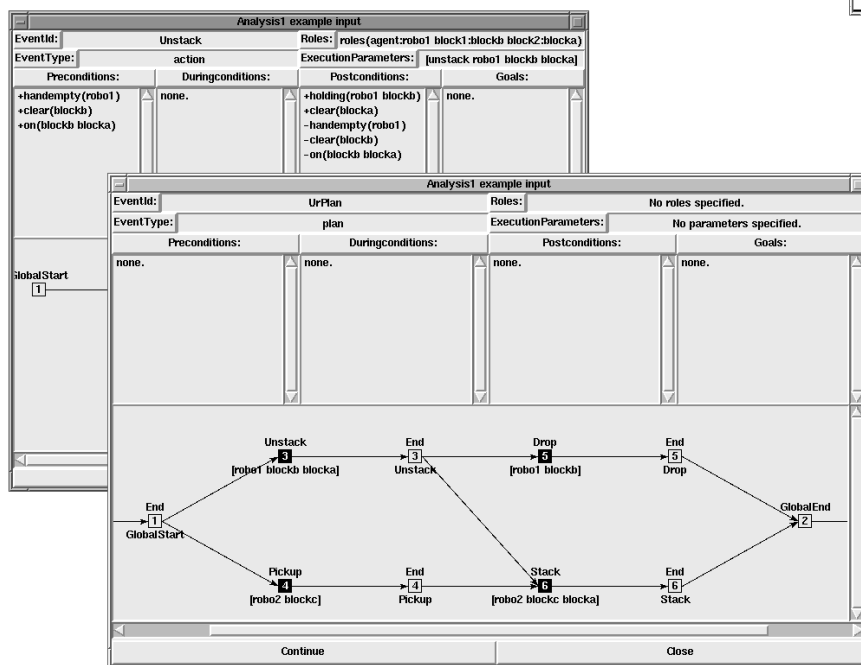 Analysis1 example input
EventId: Unstack Roles: roles(agent:robo1 block1:blockb block2:blocka)
EventType: action ExecutionParameters: [unstack robo1 blockb blocka]
Preconditions: Duringconditions: Postconditions: Goals:
+handempty(robo1) none. +holding(robo1 blockb) none.
+clear(blockb) +clear(blocka)
+on(blockb blocka) -handempty(robo1)
-clear(blockb)
-on(blockb blocka)
GlobalStart
1
Analysis1 example input
EventId: UrPlan Roles: No roles specified.
EventType: plan ExecutionParameters: No parameters specified.
Preconditions: Duringconditions: Postconditions: Goals:
none. none. none. none.
Unstack End Drop End
3 3 5 5
[robo1 blockb blocka] Unstack [robo1 blockb] Drop
End GlobalEnd
1 2
GlobalStart
Pickup End Stack End
4 4 6 6
[robo2 blockc] Pickup [robo2 blockc blocka] Stack
Continue Close